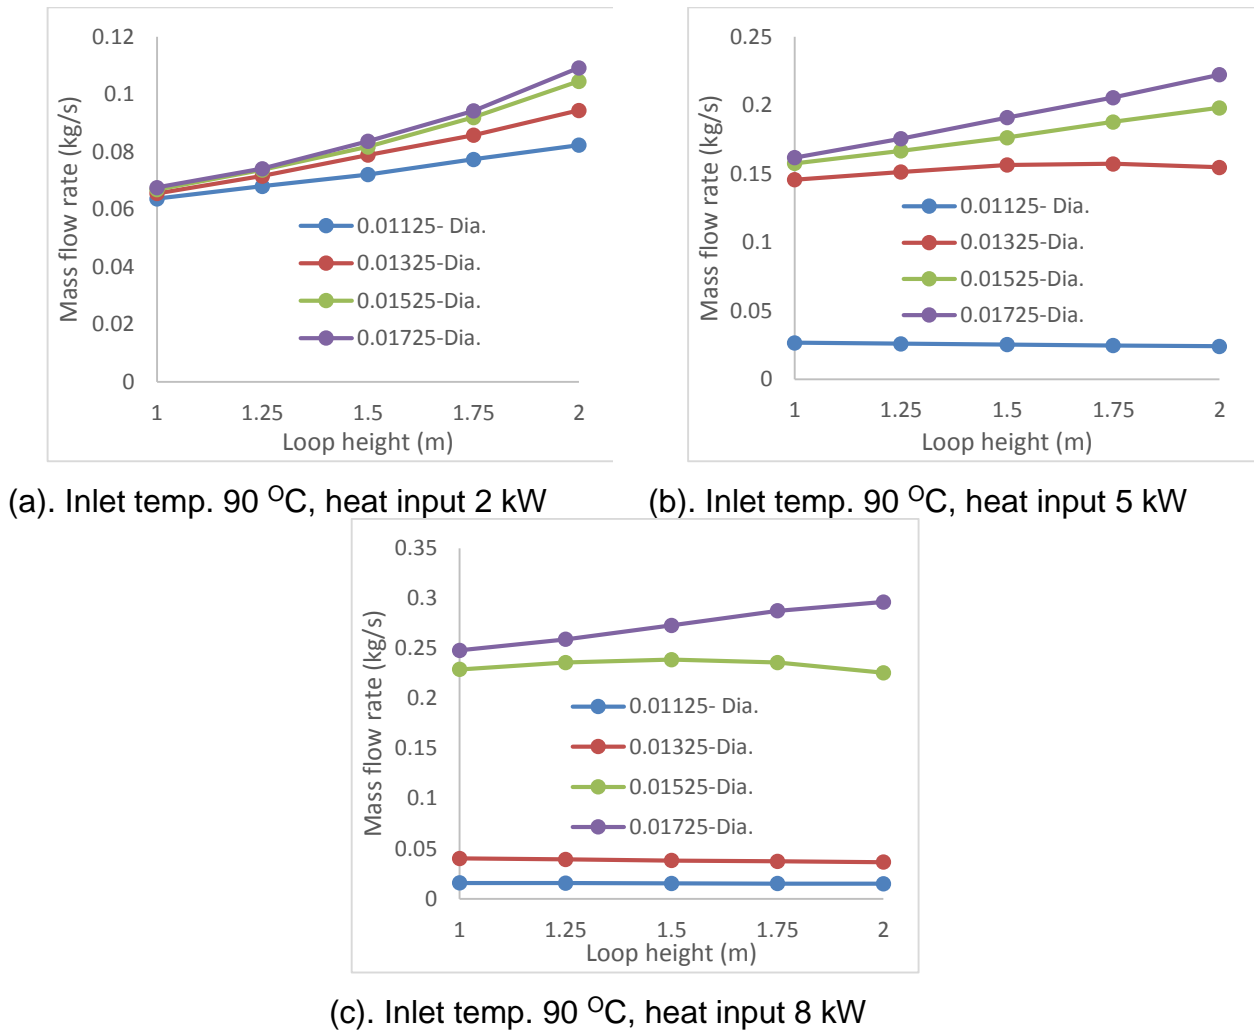 0.12
0.1
0.08
0.06
0.04
0.02
0
Mass flow rate (kg/s)
0.01125- Dia.
0.01325-Dia.
0.01525-Dia.
0.01725-Dia.
1 1.25 1.5 1.75 2
Loop height (m)
(a). Inlet temp. 90 ᴼC, heat input 2 kW
0.25
0.2
0.15
0.1
0.05
0
Mass flow rate (kg/s)
0.01125- Dia.
0.01325-Dia.
0.01525-Dia.
0.01725-Dia.
1 1.25 1.5 1.75 2
Loop height (m)
(b). Inlet temp. 90 ᴼC, heat input 5 kW
0.35
0.3
0.25
0.2
0.15
0.1
0.05
0
Mass flow rate (kg/s)
0.01125- Dia.
0.01325-Dia.
0.01525-Dia.
0.01725-Dia.
1 1.25 1.5 1.75 2
Loop height (m)
(c). Inlet temp. 90 ᴼC, heat input 8 kW